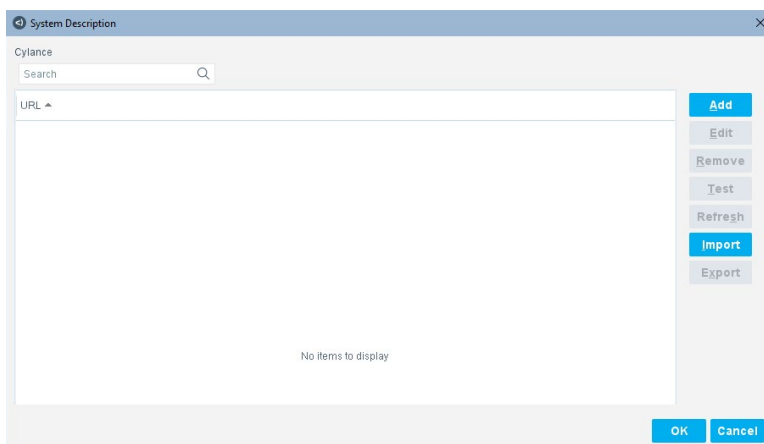 System Description
Cylance
Search
URL
Add
Edit
Remove
Test
Refresh
Import
Export
No items to display
OK Cancel